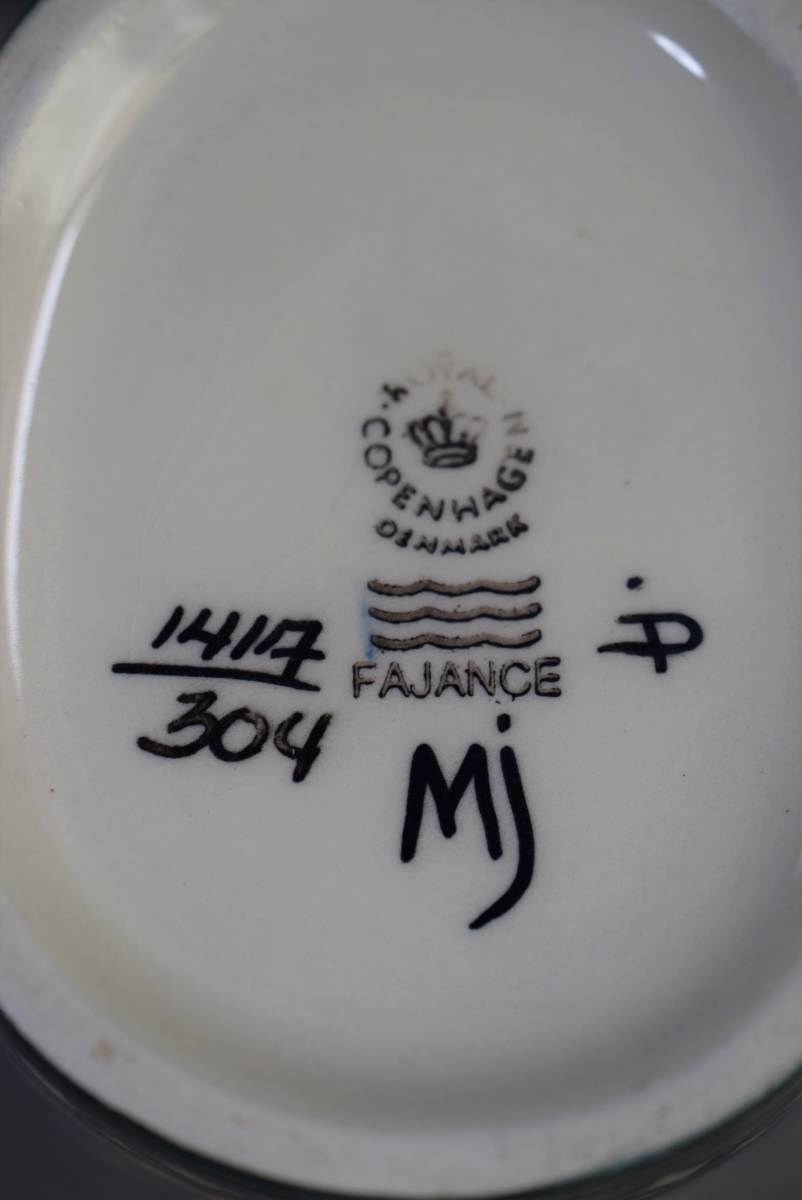 ROYAL
COPENHAGEN
DENMARK
FAJANCE
1417
304
Mj